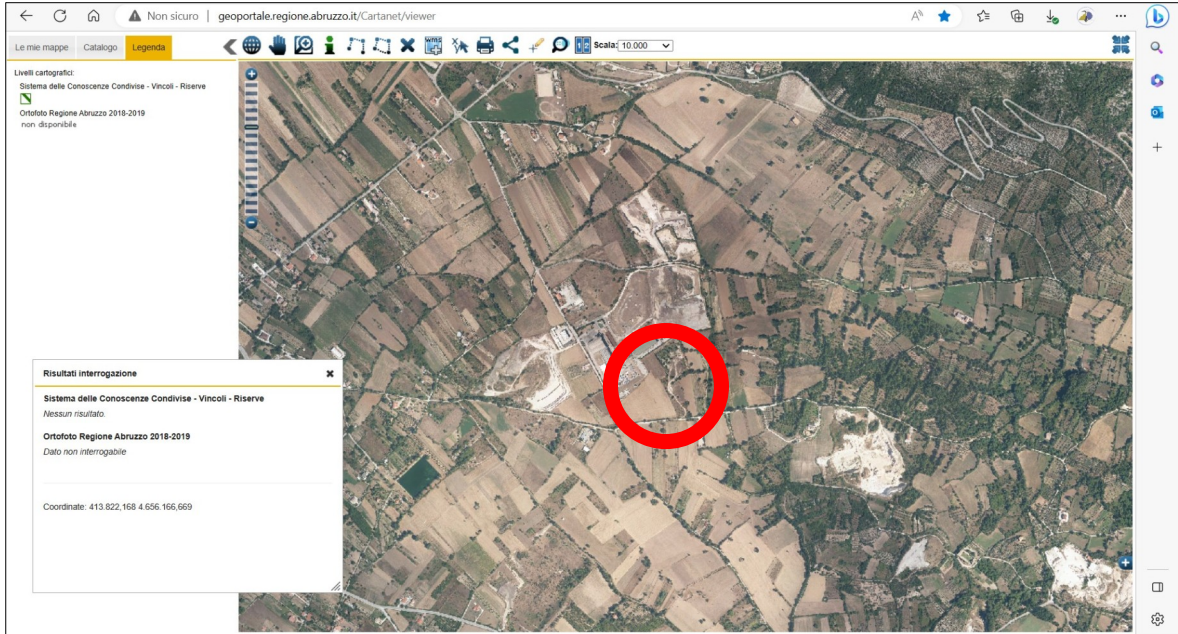 Non sicuro | geoportale.regione.abruzzo.it/Cartanet/viewer
Le mie mappe Catalogo Legenda
wms
1 2
Scala: 10.000
Livelli cartografici:
Sistema delle Conoscenze Condivise - Vincoli - Riserve
Ortofoto Regione Abruzzo 2018-2019
non disponibile
Risultati interrogazione
Sistema delle Conoscenze Condivise - Vincoli - Riserve
Nessun risultato.
Ortofoto Regione Abruzzo 2018-2019
Dato non interrogabile
Coordinate: 413.822,168 4.656.166,669